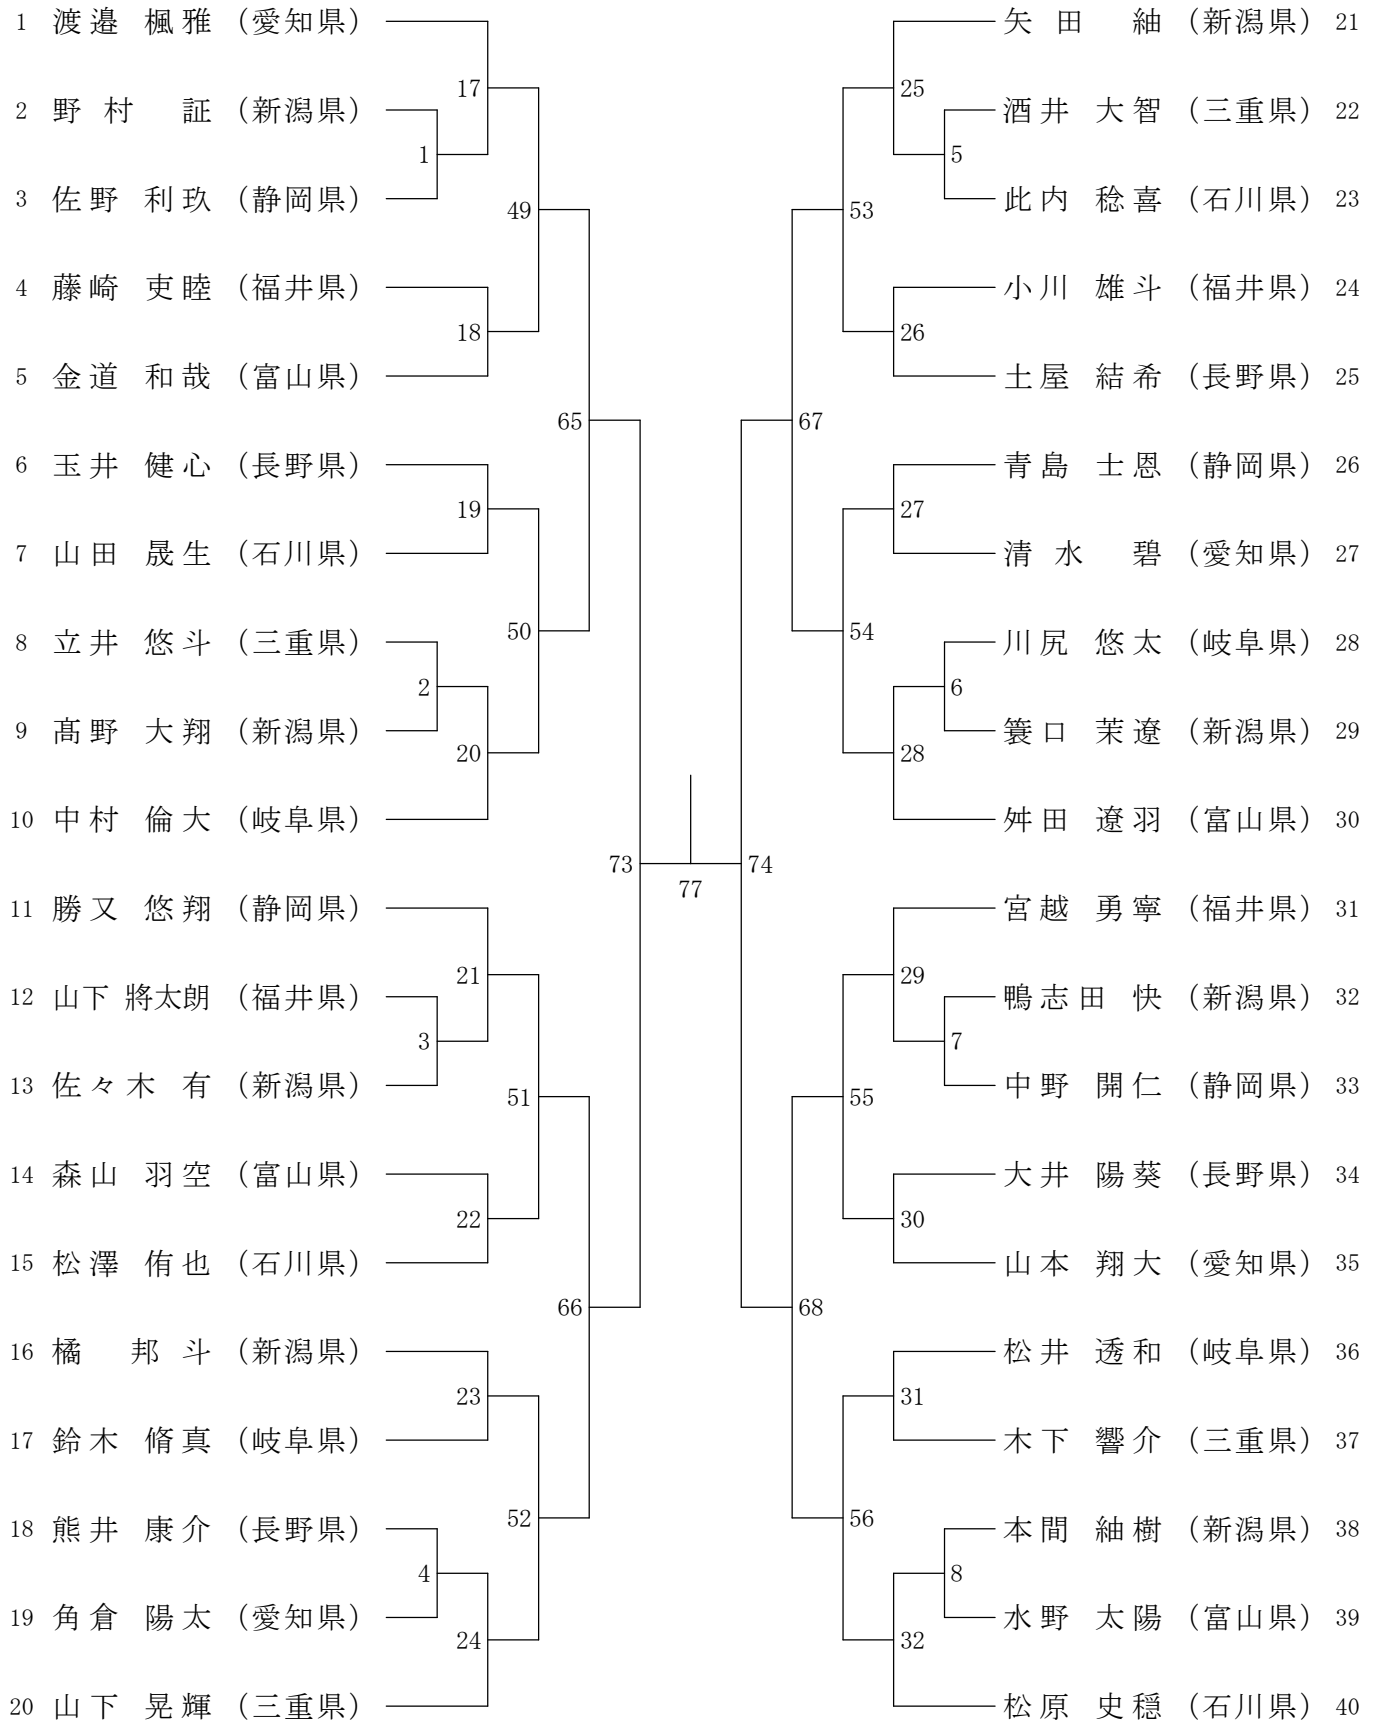 1 渡邉 楓雅 (愛知県)
2 野村 証 (新潟県)
3 佐野 利玖 (静岡県)
4 藤崎 吏睦 (福井県)
5 金道 和哉 (富山県)
6 玉井 健心 (長野県)
7 山田 晟生 (石川県)
8 立井 悠斗 (三重県)
9 髙野 大翔 (新潟県)
10 中村 倫大 (岐阜県)
11 勝又 悠翔 (静岡県)
12 山下 將太朗 (福井県)
13 佐々木 有 (新潟県)
14 森山 羽空 (富山県)
15 松澤 侑也 (石川県)
16 橘 邦斗 (新潟県)
17 鈴木 脩真 (岐阜県)
18 熊井 康介 (長野県)
19 角倉 陽太 (愛知県)
20 山下 晃輝 (三重県)
1
2
3
4
17
18
19
20
21
22
23
24
49
50
51
52
65
66
73
77
74
67
68
53
54
55
56
25
26
27
28
29
30
31
32
5
6
7
8
矢田 紬 (新潟県) 21
酒井 大智 (三重県) 22
此内 稔喜 (石川県) 23
小川 雄斗 (福井県) 24
土屋 結希 (長野県) 25
青島 士恩 (静岡県) 26
清水 碧 (愛知県) 27
川尻 悠太 (岐阜県) 28
簑口 茉遼 (新潟県) 29
舛田 遼羽 (富山県) 30
宮越 勇寧 (福井県) 31
鴨志田 快 (新潟県) 32
中野 開仁 (静岡県) 33
大井 陽葵 (長野県) 34
山本 翔大 (愛知県) 35
松井 透和 (岐阜県) 36
木下 響介 (三重県) 37
本間 紬樹 (新潟県) 38
水野 太陽 (富山県) 39
松原 史穏 (石川県) 40